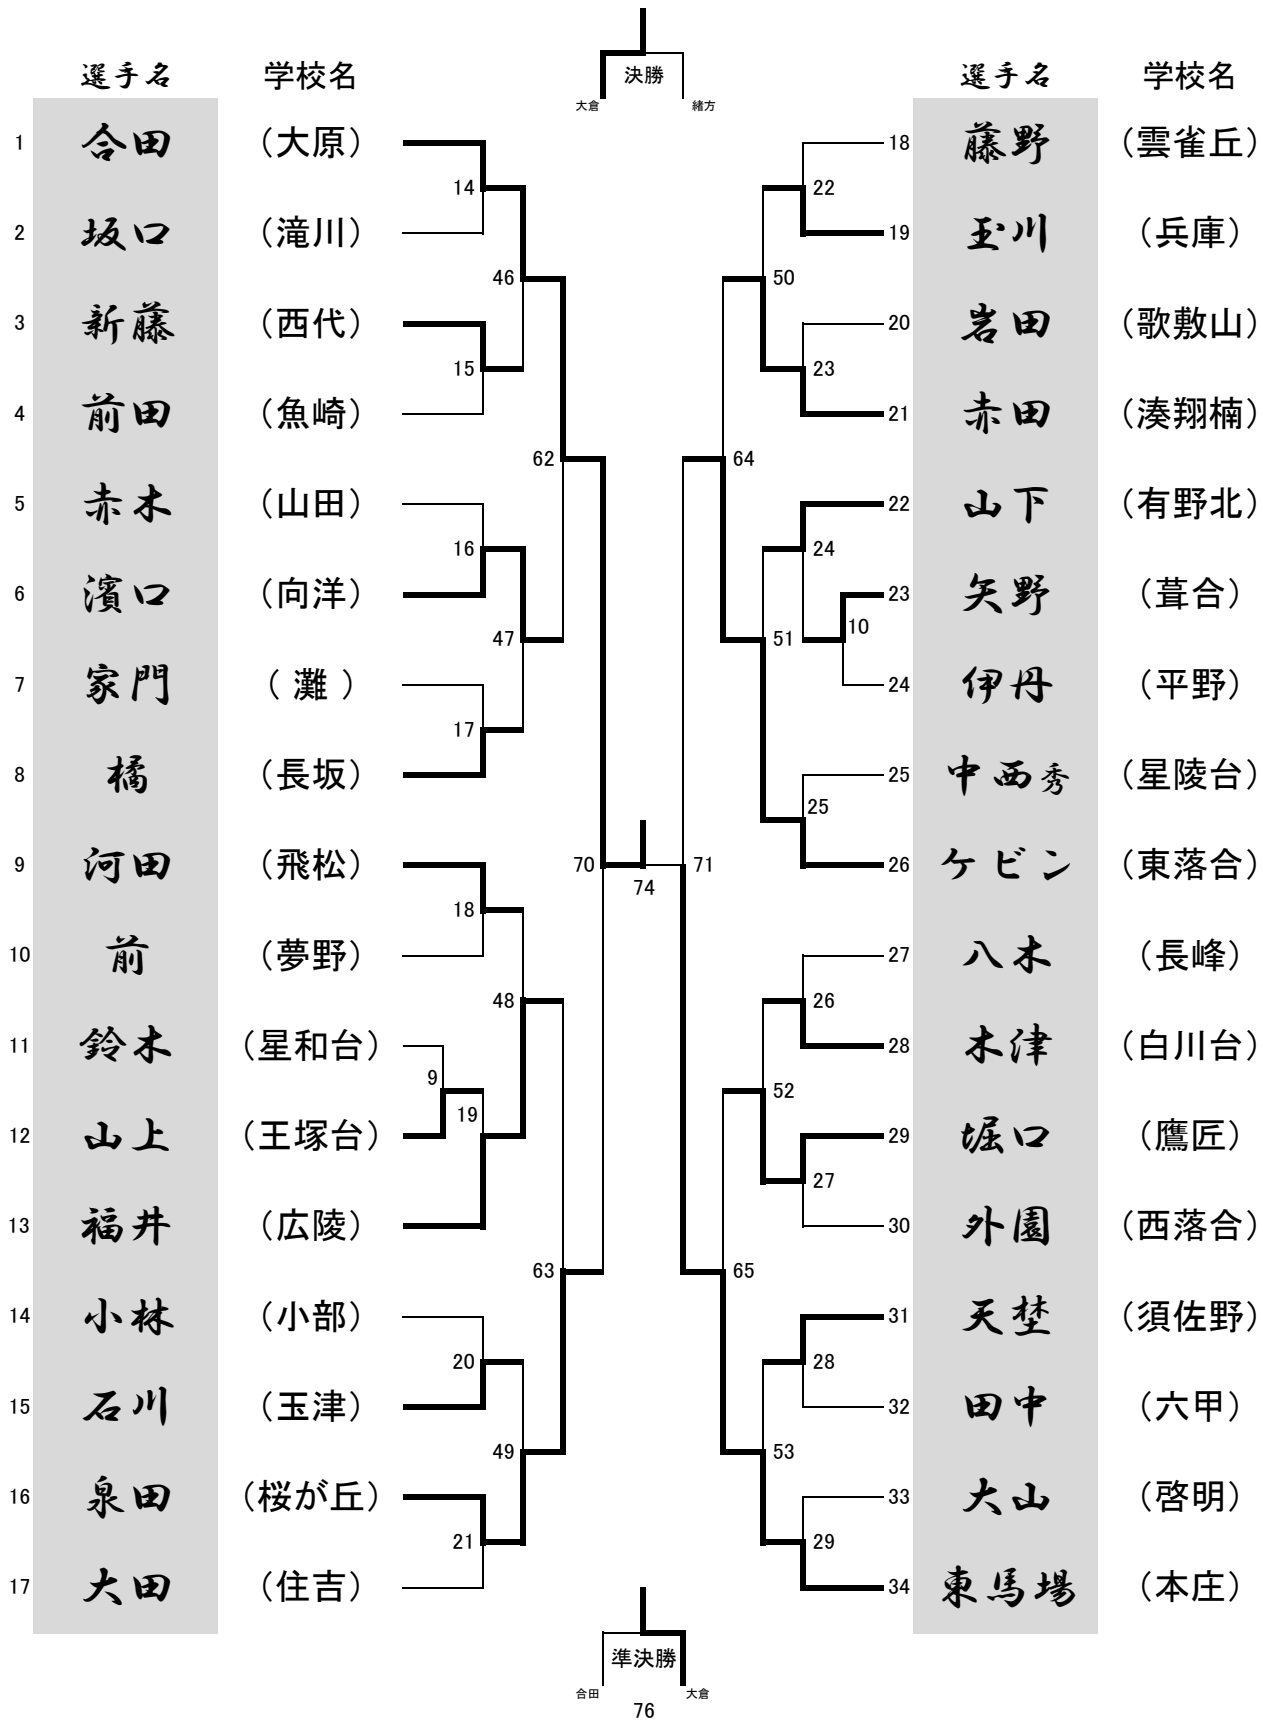 選手名 学校名
決勝
大倉 緒方
選手名 学校名
1 合田 (大原)
2 坂口 (滝川)
3 新藤 (西代)
4 前田 (魚崎)
5 赤木 (山田)
6 濱口 (向洋)
7 家門 (灘)
8 橘 (長坂)
9 河田 (飛松)
10 前 (夢野)
11 鈴木 (星和台)
12 山上 (王塚台)
13 福井 (広陵)
14 小林 (小部)
15 石川 (玉津)
16 泉田 (桜が丘)
17 大田 (住吉)
14
15
16
17
18
9
19
20
21
46
47
48
49
62
63
70
74
71
64
65
50
51
52
53
22
23
24
10
25
26
27
28
29
18 藤野 (雲雀丘)
19 玉川 (兵庫)
20 岩田 (歌敷山)
21 赤田 (湊翔楠)
22 山下 (有野北)
23 矢野 (葺合)
24 伊丹 (平野)
25 中西秀 (星陵台)
26 ケビン (東落合)
27 八木 (長峰)
28 木津 (白川台)
29 堀口 (鷹匠)
30 外園 (西落合)
31 天埜 (須佐野)
32 田中 (六甲)
33 大山 (啓明)
34 東馬場 (本庄)
準決勝
合田 大倉
76